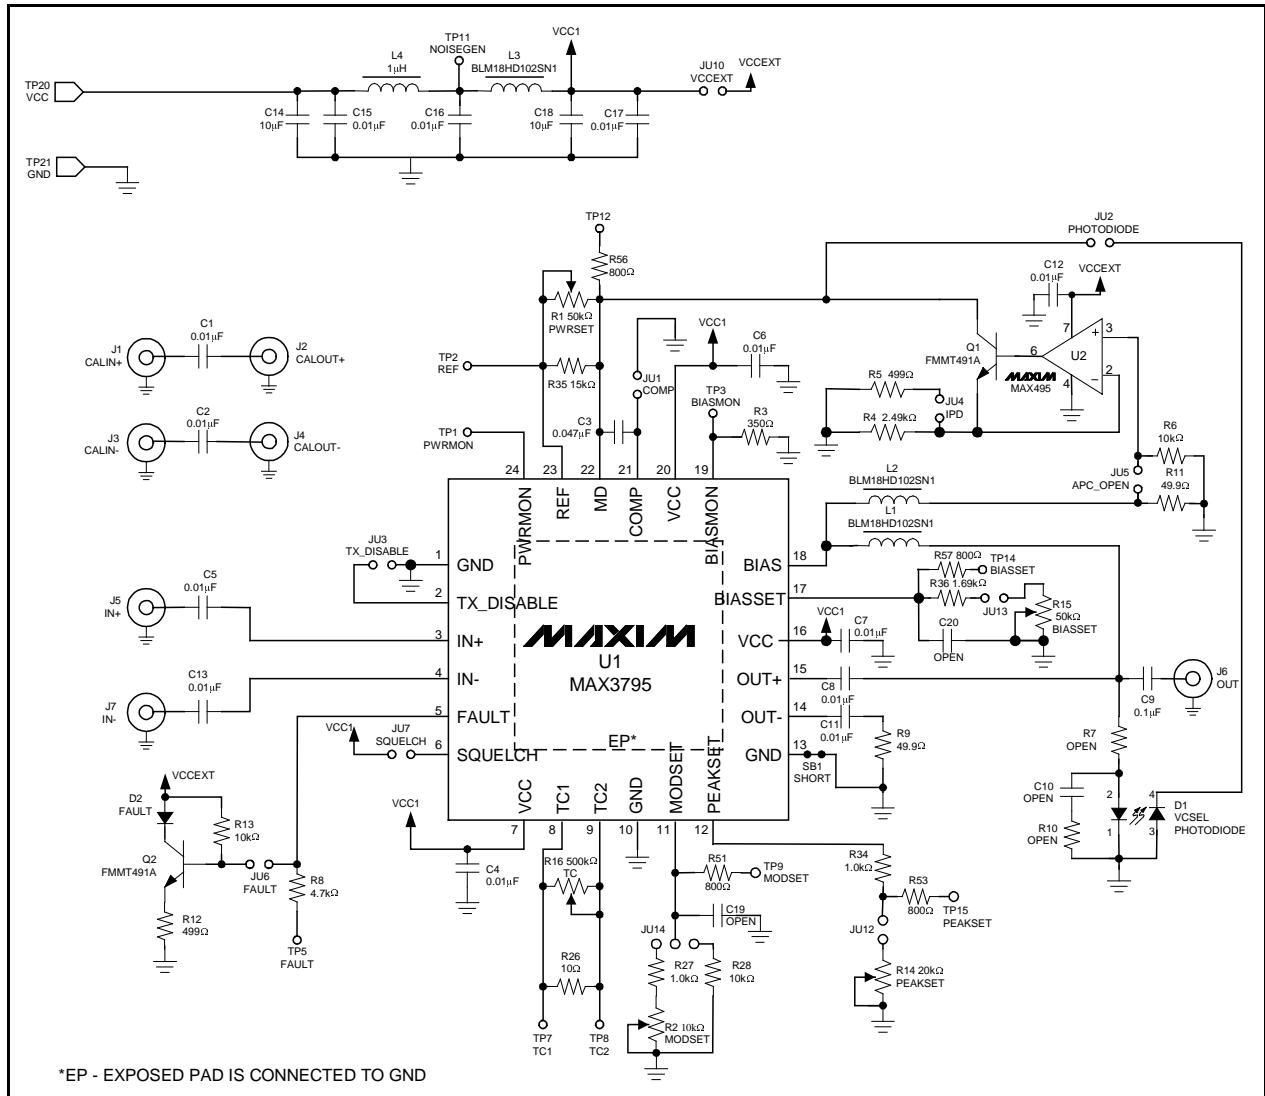 TP20
VCC
TP21
GND
L4
1µH
TP11
NOISEGEN
L3
BLM18HD102SN1
VCC1
JU10
VCCEXT
VCCEXT
C14
10µF
C15
0.01µF
C16
0.01µF
C18
10µF
C17
0.01µF
TP12
R56
800Ω
R1 50kΩ
PWRSET
R35 15kΩ
TP2
REF
TP1
PWRMON
JU1
COMP
C3
0.047µF
VCC1
C6
0.01µF
TP3
BIASMON
R3
350Ω
JU2
PHOTODIODE
C12
0.01µF
VCCEXT
Q1
FMMT491A
7
3
6
U2
2
4
+
−
MAXIM
MAX495
R5 499Ω
JU4
IPD
R4 2.49kΩ
R6
10kΩ
JU5
APC_OPEN
R11
49.9Ω
J1
CALIN+
C1
0.01µF
J2
CALOUT+
J3
CALIN-
C2
0.01µF
J4
CALOUT-
24
23
22
21
20
19
PWRMON
REF
MD
COMP
VCC
BIASMON
L2
BLM18HD102SN1
L1
BLM18HD102SN1
JU3
TX_DISABLE
1
GND
2
TX_DISABLE
3
IN+
4
IN-
5
FAULT
6
SQUELCH
MAXIM
U1
MAX3795
EP*
BIAS
18
BIASSET
17
VCC
16
OUT+
15
OUT-
14
GND
13
R57 800Ω
TP14
BIASSET
R36 1.69kΩ
JU13
R15
50kΩ
BIASSET
C20
OPEN
VCC1
C7
0.01µF
C8
0.01µF
C11
0.01µF
R9
49.9Ω
SB1
SHORT
C9
0.1µF
J6
OUT
R7
OPEN
C10
OPEN
R10
OPEN
2
1
4
3
D1
VCSEL
PHOTODIODE
J5
IN+
C5
0.01µF
J7
IN-
C13
0.01µF
VCC1
JU7
SQUELCH
VCCEXT
D2
FAULT
R13
10kΩ
Q2
FMMT491A
JU6
FAULT
R8
4.7kΩ
R12
499Ω
TP5
FAULT
VCC1
C4
0.01µF
VCC
TC1
TC2
GND
MODSET
PEAKSET
7
8
9
10
11
12
R16 500kΩ
TC
R26
10Ω
TP7
TC1
TP8
TC2
R51
800Ω
TP9
MODSET
C19
OPEN
JU14
R27
1.0kΩ
R28
10kΩ
R2 10kΩ
MODSET
R34
1.0kΩ
R53
800Ω
TP15
PEAKSET
JU12
R14 20kΩ
PEAKSET
*EP - EXPOSED PAD IS CONNECTED TO GND